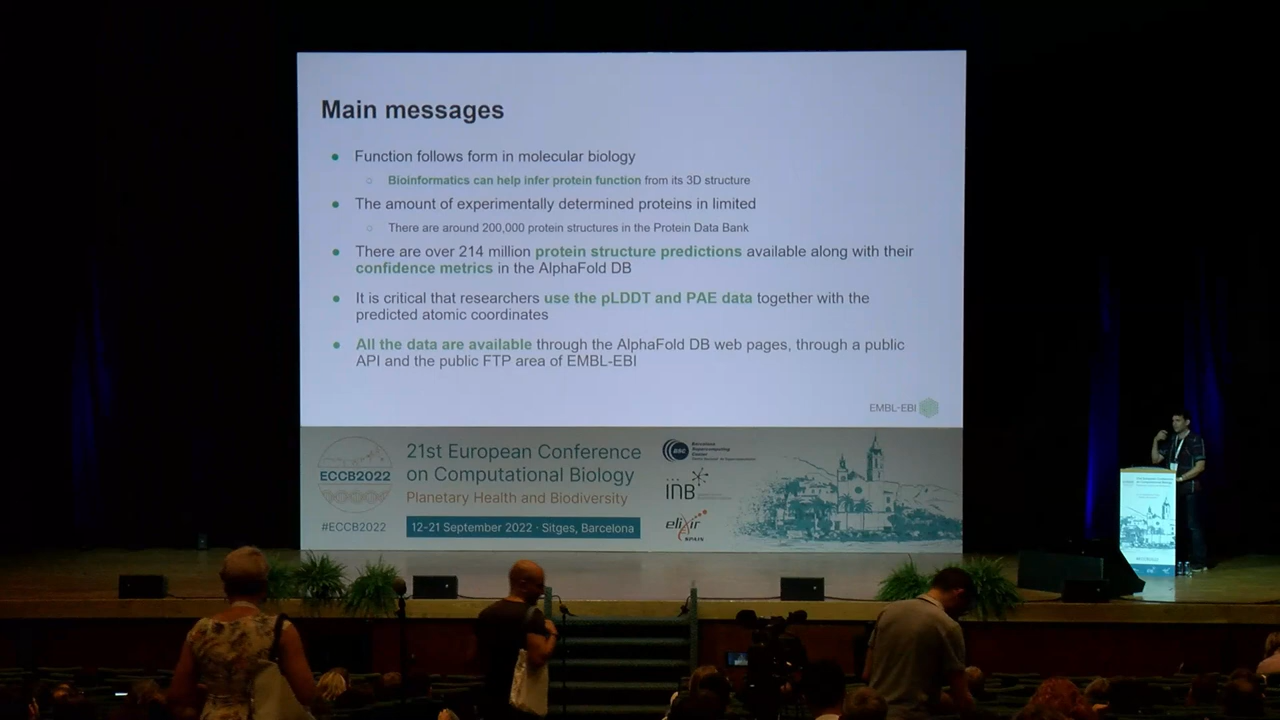 Main messages
● Function follows form in molecular biology
○ Bioinformatics can help infer protein function from its 3D structure
● The amount of experimentally determined proteins in limited
○ There are around 200,000 protein structures in the Protein Data Bank
● There are over 214 million protein structure predictions available along with their
confidence metrics in the AlphaFold DB
● It is critical that researchers use the pLDDT and PAE data together with the
predicted atomic coordinates
● All the data are available through the AlphaFold DB web pages, through a public
API and the public FTP area of EMBL-EBI
EMBL-EBI
ECCB2022
#ECCB2022
21st European Conference
on Computational Biology
Planetary Health and Biodiversity
12-21 September 2022 · Sitges, Barcelona
BSC
Barcelona
Supercomputing
Center
INB
elixir
SPAIN